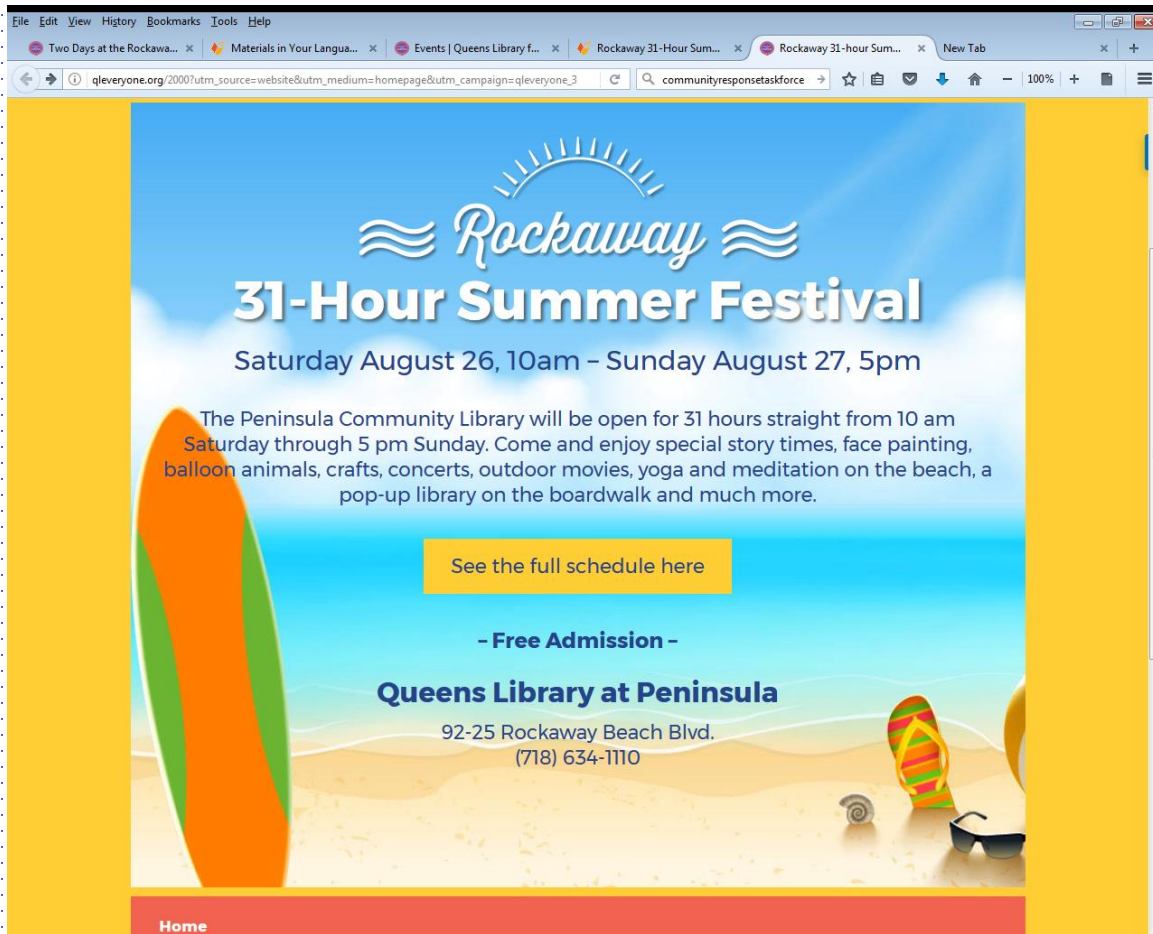 File Edit View History Bookmarks Tools Help
Two Days at the Rockawa... × Materials in Your Langua... × Events | Queens Library f... × Rockaway 31-Hour Sum... × Rockaway 31-hour Sum... × New Tab × +
qleveryone.org/2000?utm_source=website&utm_medium=homepage&utm_campaign=qleveryone_3 communityresponsetaskforce 100%
Rockaway
31-Hour Summer Festival
Saturday August 26, 10am – Sunday August 27, 5pm
The Peninsula Community Library will be open for 31 hours straight from 10 am
Saturday through 5 pm Sunday. Come and enjoy special story times, face painting,
balloon animals, crafts, concerts, outdoor movies, yoga and meditation on the beach, a
pop-up library on the boardwalk and much more.
See the full schedule here
– Free Admission –
Queens Library at Peninsula
92-25 Rockaway Beach Blvd.
(718) 634-1110
Home